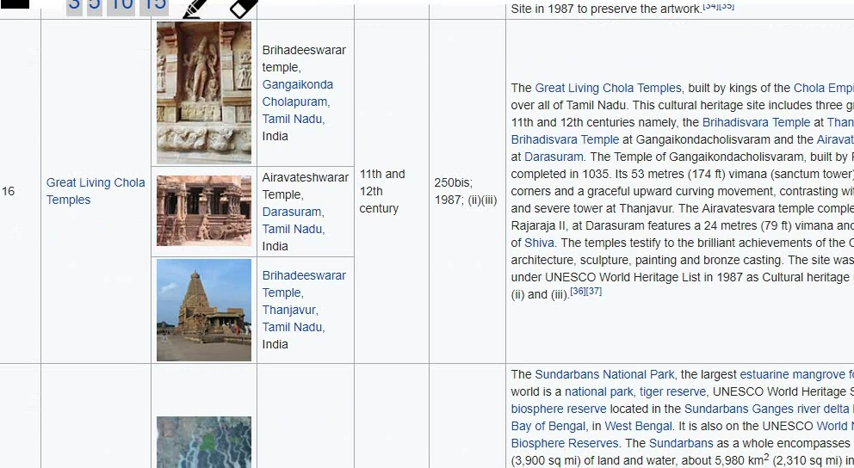 3 5 10 15
Site in 1987 to preserve the artwork.[34][35]
16
Great Living Chola
Temples
Brihadeeswarar
temple,
Gangaikonda
Cholapuram,
Tamil Nadu,
India
Airavateshwarar
Temple,
Darasuram,
Tamil Nadu,
India
Brihadeeswarar
Temple,
Thanjavur,
Tamil Nadu,
India
11th and
12th
century
250bis;
1987; (ii)(iii)
The Great Living Chola Temples, built by kings of the Chola Empi
over all of Tamil Nadu. This cultural heritage site includes three g
11th and 12th centuries namely, the Brihadisvara Temple at Than
Brihadisvara Temple at Gangaikondacholisvaram and the Airavat
at Darasuram. The Temple of Gangaikondacholisvaram, built by
completed in 1035. Its 53 metres (174 ft) vimana (sanctum tower)
corners and a graceful upward curving movement, contrasting wi
and severe tower at Thanjavur. The Airavatesvara temple comple
Rajaraja II, at Darasuram features a 24 metres (79 ft) vimana and
of Shiva. The temples testify to the brilliant achievements of the C
architecture, sculpture, painting and bronze casting. The site was
under UNESCO World Heritage List in 1987 as Cultural heritage
(ii) and (iii).[36][37]
The Sundarbans National Park, the largest estuarine mangrove fo
world is a national park, tiger reserve, UNESCO World Heritage S
biosphere reserve located in the Sundarbans Ganges river delta
Bay of Bengal, in West Bengal. It is also on the UNESCO World N
Biosphere Reserves. The Sundarbans as a whole encompasses
(3,900 sq mi) of land and water, about 5,980 km2 (2,310 sq mi) in